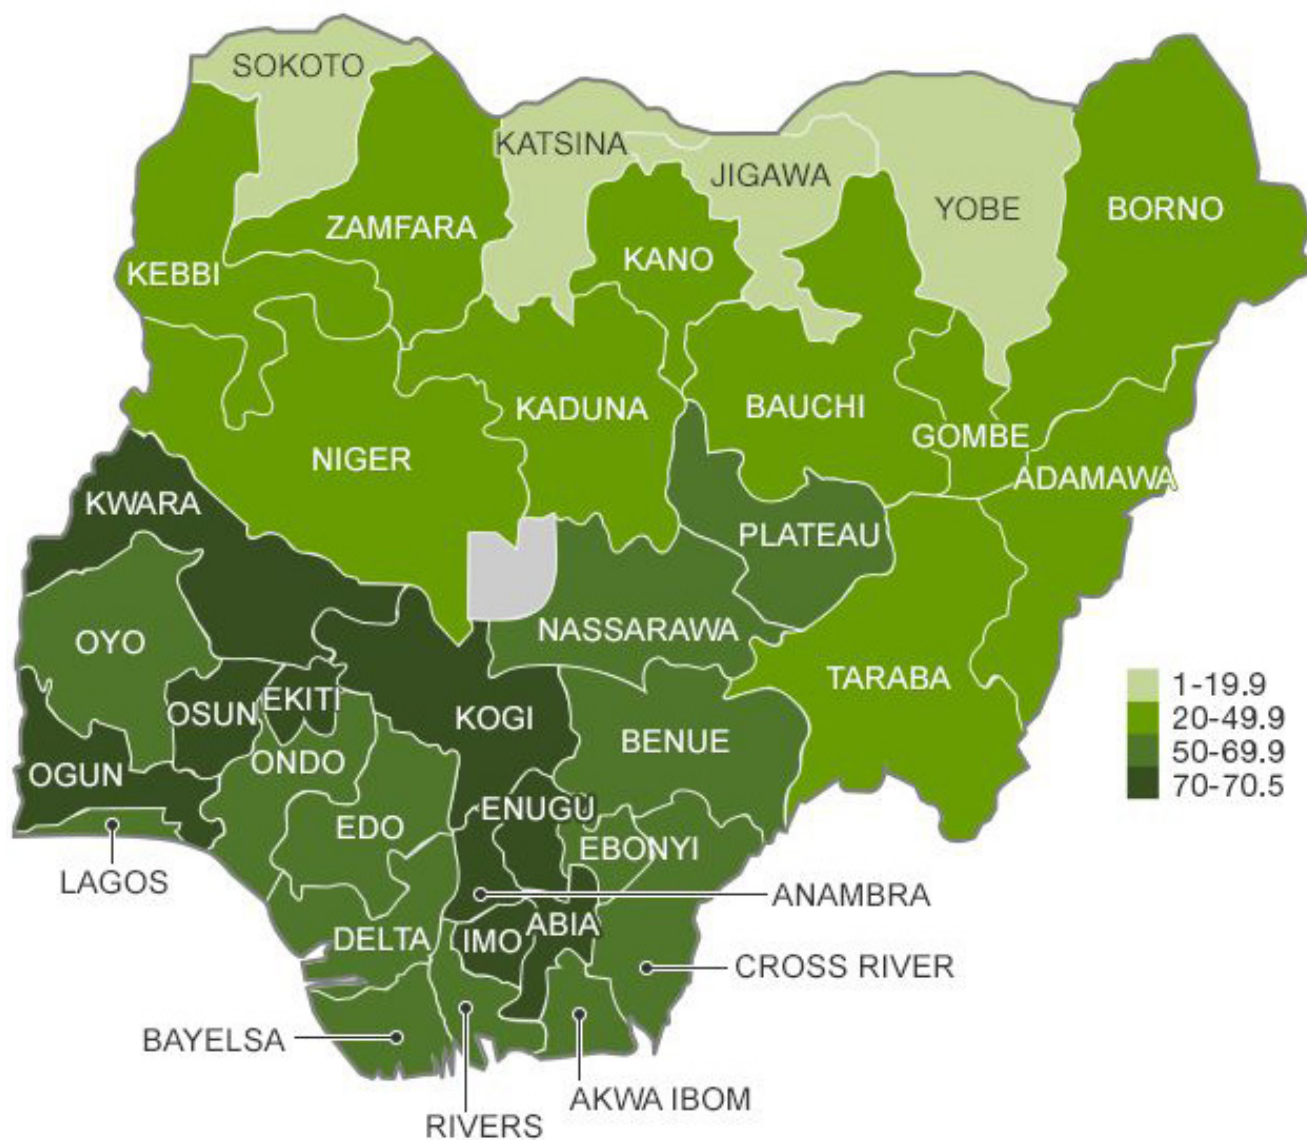 SOKOTO
KATSINA
JIGAWA
YOBE
BORNO
ZAMFARA
KANO
KEBBI
KADUNA
BAUCHI
GOMBE
NIGER
ADAMAWA
KWARA
PLATEAU
NASSARAWA
OYO
TARABA
1-19.9
20-49.9
50-69.9
70-70.5
OSUN
EKITI
KOGI
BENUE
OGUN
ONDO
ENUGU
EDO
EBONYI
LAGOS
ANAMBRA
DELTA
IMO
ABIA
CROSS RIVER
BAYELSA
AKWA IBOM
RIVERS